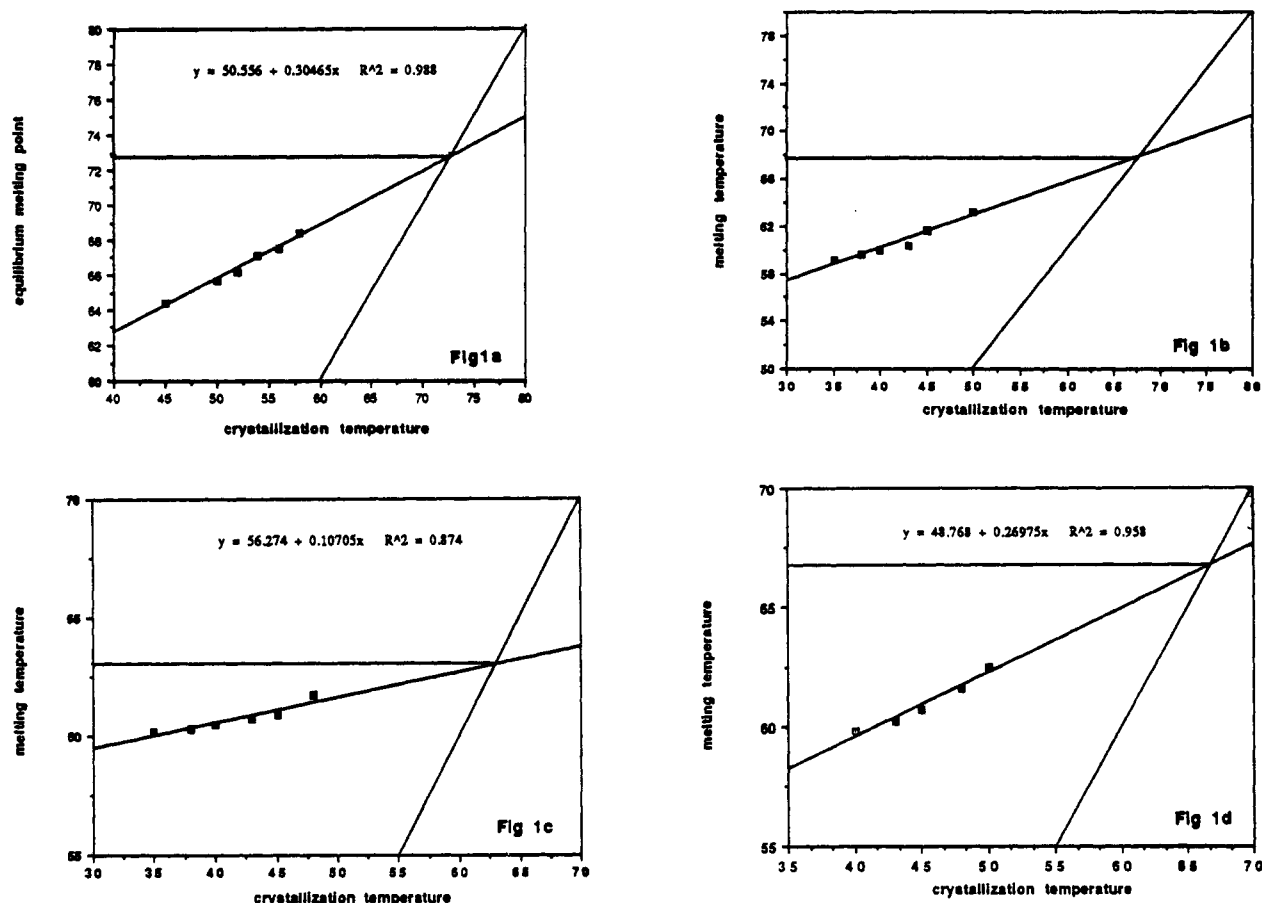 equilibrium melting point
80
78
76
74
72
70
68
66
64
62
60
y = 50.556 + 0.30465x R^2 = 0.988
Fig1a
40 45 50 55 60 65 70 75 80
crystallization temperature
melting temperature
78
74
70
66
62
58
54
50
Fig 1b
30 35 40 45 50 55 60 65 70 75 80
crystallization temperature
melting temperature
70
65
60
55
y = 56.274 + 0.10705x R^2 = 0.874
Fig 1c
30 35 40 45 50 55 60 65 70
crystallization temperature
melting temperature
70
65
60
55
y = 48.768 + 0.26975x R^2 = 0.958
Fig 1d
35 40 45 50 55 60 65 70
crystallization temperature